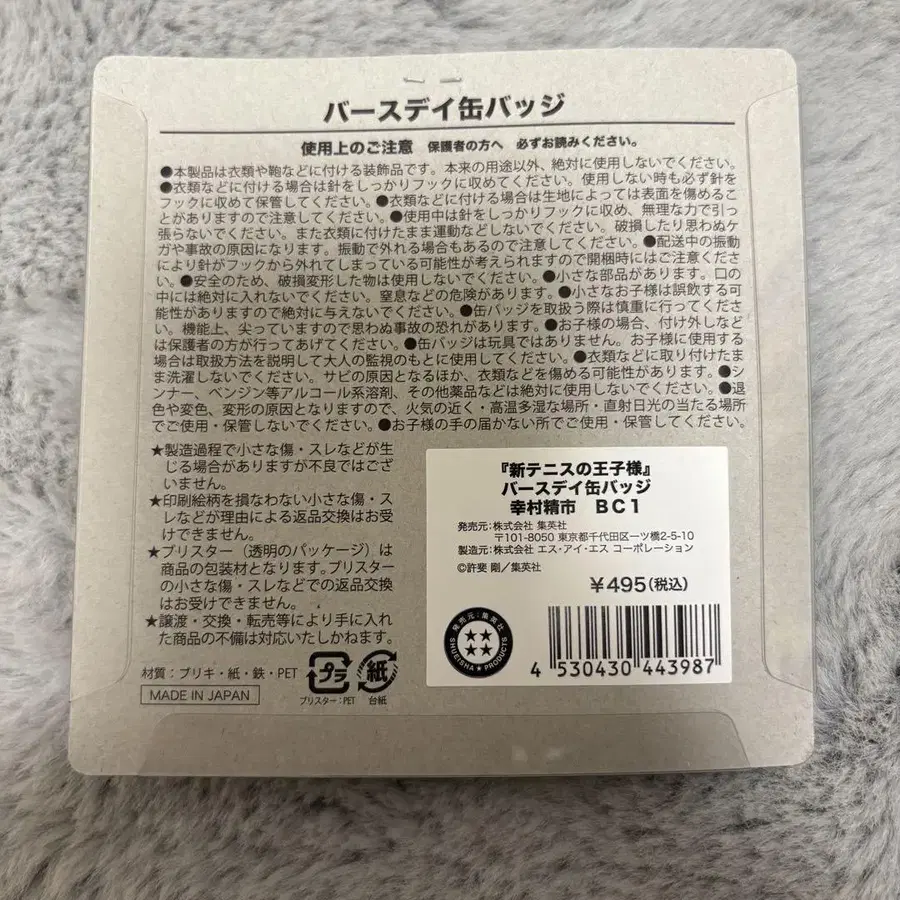 バースデイ缶バッジ
使用上のご注意　保護者の方へ　必ずお読みください。
●本製品は衣類や鞄などに付ける装飾品です。本来の用途以外、絶対に使用しないでください。
●衣類などに付ける場合は針をしっかりフックに収めてください。使用しない時も必ず針を
フックに収めて保管してください。●衣類などに付ける場合は生地によっては表面を傷めるこ
とがありますので注意してください。●使用中は針をしっかりフックに収め、無理な力で引っ
張らないでください。また衣類に付けたまま運動などしないでください。破損したり思わぬケ
ガや事故の原因になります。振動で外れる場合もあるので注意してください。●配送中の振動
により針がフックから外れてしまっている可能性が考えられますので開梱時にはご注意くださ
い。●安全のため、破損変形した物は使用しないでください。●小さな部品があります。口の
中には絶対に入れないでください。窒息などの危険があります。●小さなお子様は誤飲する可
能性がありますので絶対に与えないでください。●缶バッジを取扱う際は慎重に行ってくださ
い。機能上、尖っていますので思わぬ事故の恐れがあります。●お子様の場合、付け外しなど
は保護者の方が行ってあげてください。●缶バッジは玩具ではありません。お子様に使用する
場合は取扱方法を説明して大人の監視のもとに使用してください。●衣類などに取り付けたま
ま洗濯しないでください。サビの原因となるほか、衣類などを傷める可能性があります。●シ
ンナー、ベンジン等アルコール系溶剤、その他薬品などは絶対に使用しないでください。●退
色や変色、変形の原因となりますので、火気の近く・高温多湿な場所・直射日光の当たる場所
でご使用・保管しないでください。●お子様の手の届かない所でご使用・保管してください。
★製造過程で小さな傷・スレなどが生
じる場合がありますが不良ではござ
いません。
★印刷絵柄を損なわない小さな傷・ス
レなどが理由による返品交換はお受
けできません。
★ブリスター（透明のパッケージ）は
商品の包装材となります。ブリスター
の小さな傷・スレなどでの返品交換
はお受けできません。
★譲渡・交換・転売等により手に入れ
た商品の不備は対応いたしかねます。
材質：ブリキ・紙・鉄・PET
MADE IN JAPAN
プラ
ブリスター：PET
紙
台紙
『新テニスの王子様』
バースデイ缶バッジ
幸村精市　BC1
発売元：株式会社 集英社
〒101-8050 東京都千代田区一ツ橋2-5-10
製造元：株式会社 エス・アイ・エス コーポレーション
©許斐 剛／集英社
￥495（税込）
発売元：集英社
SHUEISHA★PRODUCTS
4 530430 443987